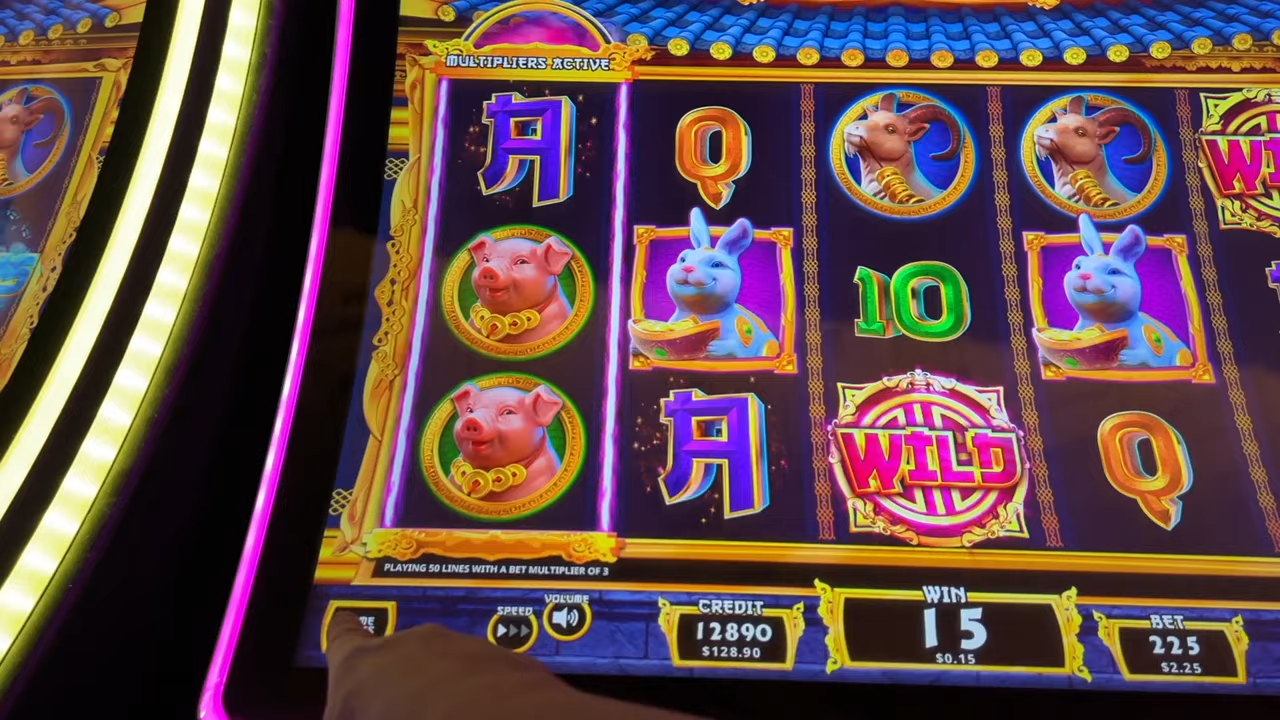 MULTIPLIERS ACTIVE
A Q
10
WILD
A Q
PLAYING 50 LINES WITH A BET MULTIPLIER OF 3
SPEED VOLUME
CREDIT
12890
$128.90
WIN
15
$0.15
BET
225
$2.25